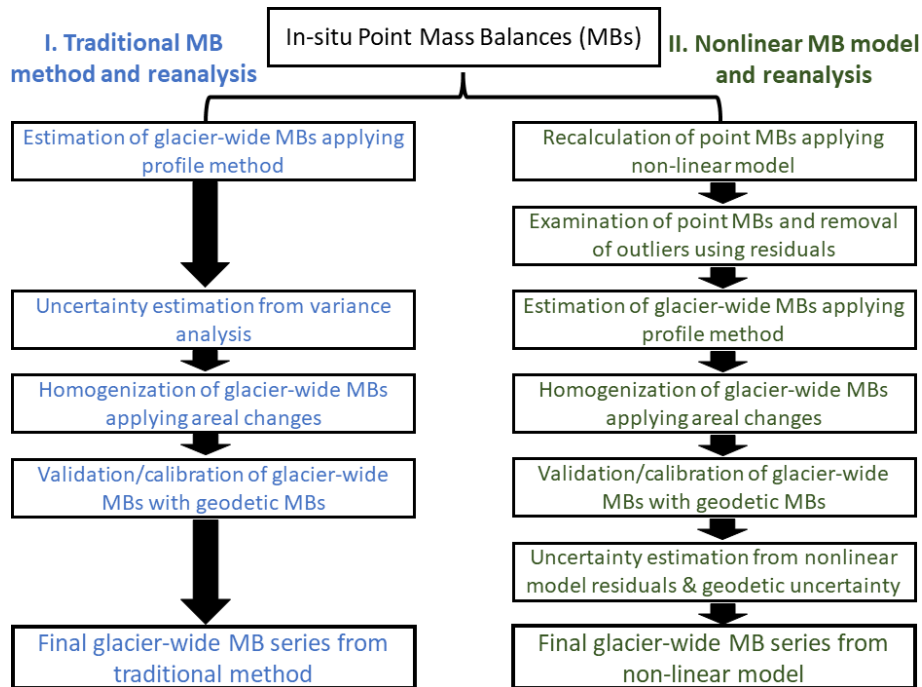 In-situ Point Mass Balances (MBs)
I. Traditional MB
method and reanalysis
II. Nonlinear MB model
and reanalysis
Estimation of glacier-wide MBs applying
profile method
Uncertainty estimation from variance
analysis
Homogenization of glacier-wide MBs
applying areal changes
Validation/calibration of glacier-wide
MBs with geodetic MBs
Final glacier-wide MB series from
traditional method
Recalculation of point MBs applying
non-linear model
Examination of point MBs and removal
of outliers using residuals
Estimation of glacier-wide MBs applying
profile method
Homogenization of glacier-wide MBs
applying areal changes
Validation/calibration of glacier-wide
MBs with geodetic MBs
Uncertainty estimation from nonlinear
model residuals & geodetic uncertainty
Final glacier-wide MB series from
non-linear model